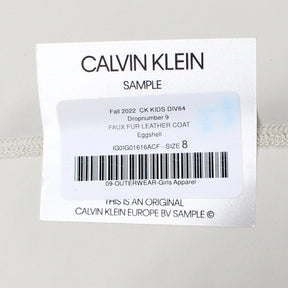 CALVIN KLEIN
SAMPLE
Fall 2022 CK KIDS DIV64
Dropnumber 9
FAUX FUR LEATHER COAT
Eggshell
IG0IG01616ACF - SIZE 8
09-OUTERWEAR-Girls Apparel
THIS IS AN ORIGINAL
CALVIN KLEIN EUROPE BV SAMPLE ©